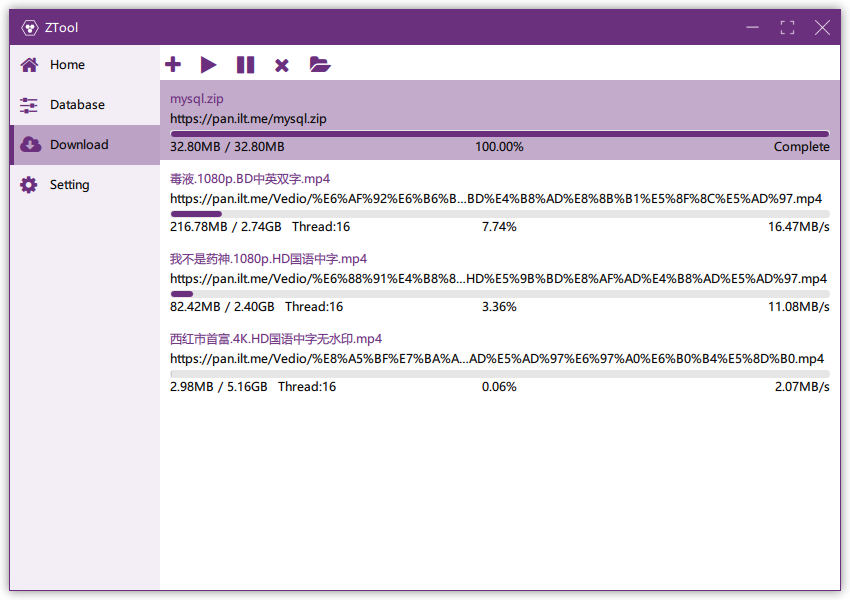 ZTool
Home
Database
Download
Setting
mysql.zip
https://pan.ilt.me/mysql.zip
32.80MB / 32.80MB 100.00% Complete
毒液.1080p.BD中英双字.mp4
https://pan.ilt.me/Vedio/%E6%AF%92%E6%B6%B...BD%E4%B8%AD%E8%8B%B1%E5%8F%8C%E5%AD%97.mp4
216.78MB / 2.74GB Thread:16 7.74% 16.47MB/s
我不是药神.1080p.HD国语中字.mp4
https://pan.ilt.me/Vedio/%E6%88%91%E4%B8%8...HD%E5%9B%BD%E8%AF%AD%E4%B8%AD%E5%AD%97.mp4
82.42MB / 2.40GB Thread:16 3.36% 11.08MB/s
西红市首富.4K.HD国语中字无水印.mp4
https://pan.ilt.me/Vedio/%E8%A5%BF%E7%BA%A...AD%E5%AD%97%E6%97%A0%E6%B0%B4%E5%8D%B0.mp4
2.98MB / 5.16GB Thread:16 0.06% 2.07MB/s